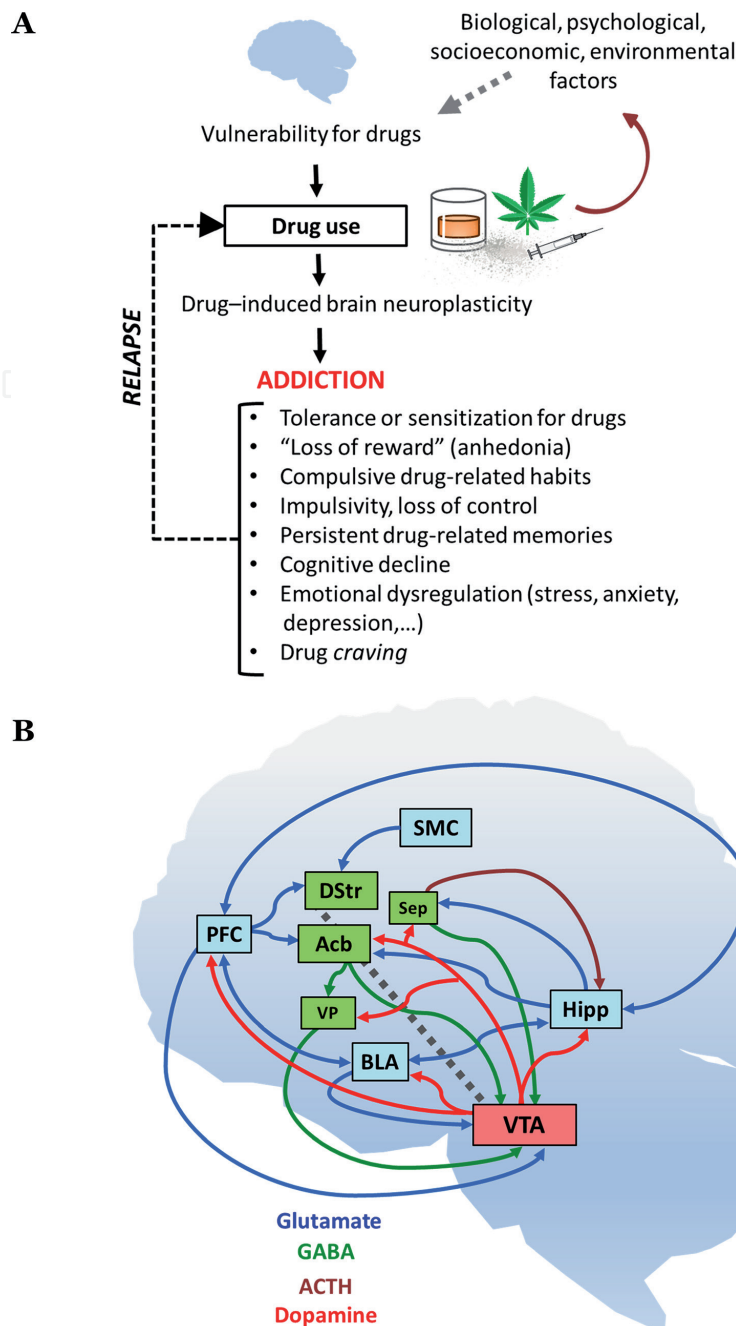 A
Biological, psychological,
socioeconomic, environmental
factors
Vulnerability for drugs
Drug use
Drug–induced brain neuroplasticity
RELAPSE
ADDICTION
• Tolerance or sensitization for drugs
• “Loss of reward” (anhedonia)
• Compulsive drug-related habits
• Impulsivity, loss of control
• Persistent drug-related memories
• Cognitive decline
• Emotional dysregulation (stress, anxiety,
depression,...)
• Drug craving
B
SMC
DStr
Sep
PFC
Acb
VP
Hipp
BLA
VTA
Glutamate
GABA
ACTH
Dopamine